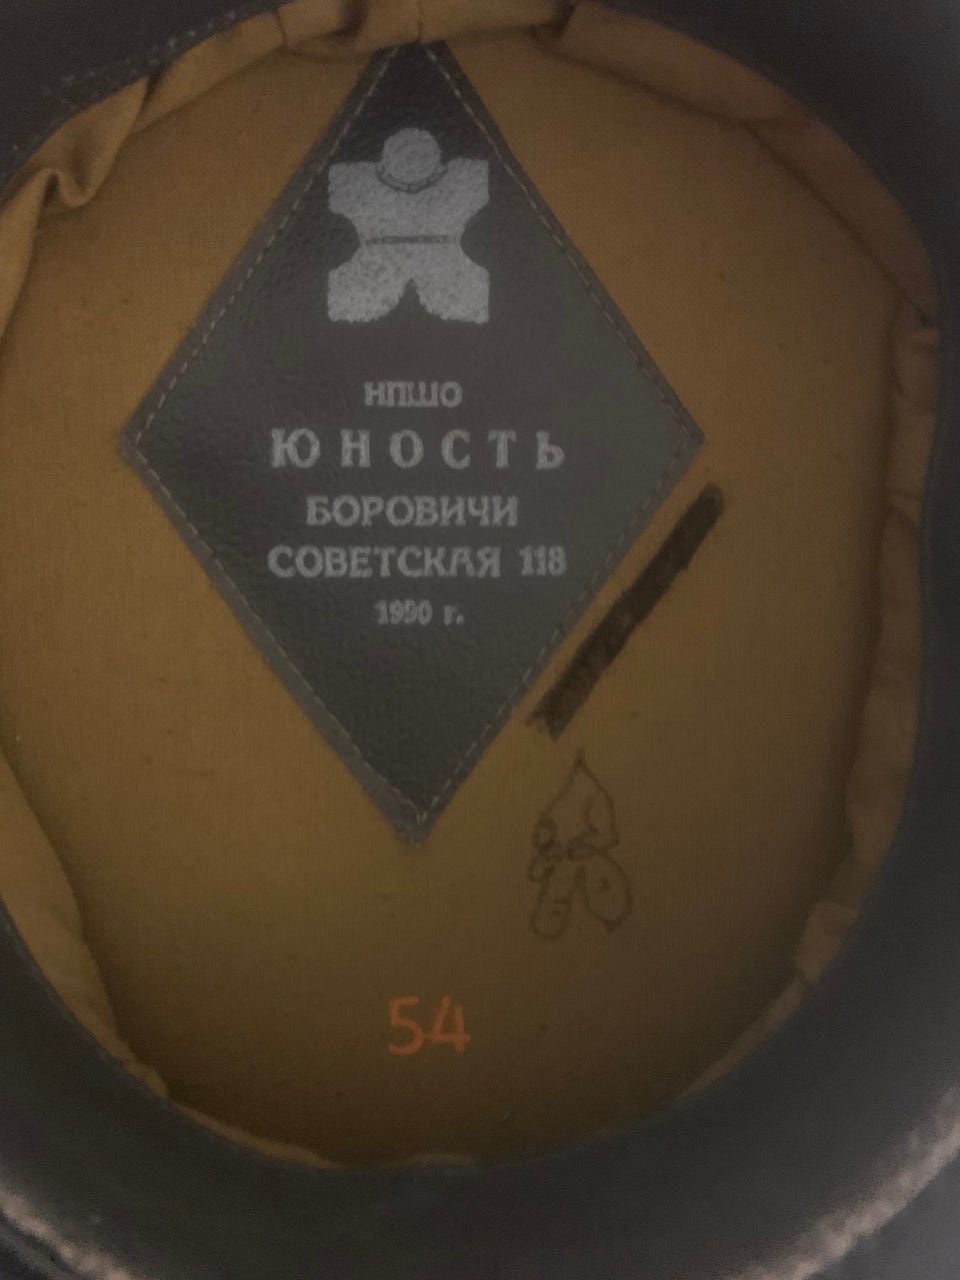 НПШО
ЮНОСТЬ
БОРОВИЧИ
СОВЕТСКАЯ 118
1990 г.
54